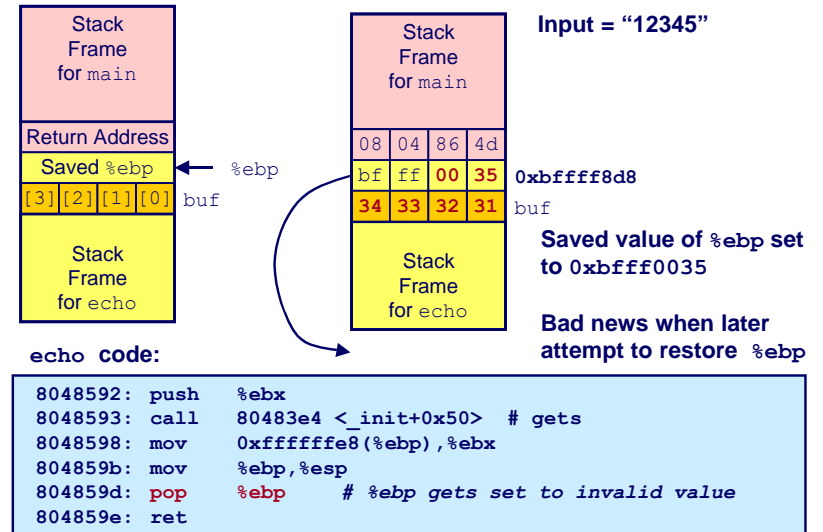 Stack
Frame
for main
Return Address
Saved %ebp
%ebp
[3] [2] [1] [0]
buf
Stack
Frame
for echo
Stack
Frame
for main
08 04 86 4d
bf ff 00 35
0xbffff8d8
34 33 32 31
buf
Stack
Frame
for echo
Input = “12345”
Saved value of %ebp set
to 0xbfff0035
Bad news when later
attempt to restore %ebp
echo code:
8048592: push %ebx
8048593: call 80483e4 <_init+0x50> # gets
8048598: mov 0xffffffe8(%ebp),%ebx
804859b: mov %ebp,%esp
804859d: pop %ebp # %ebp gets set to invalid value
804859e: ret